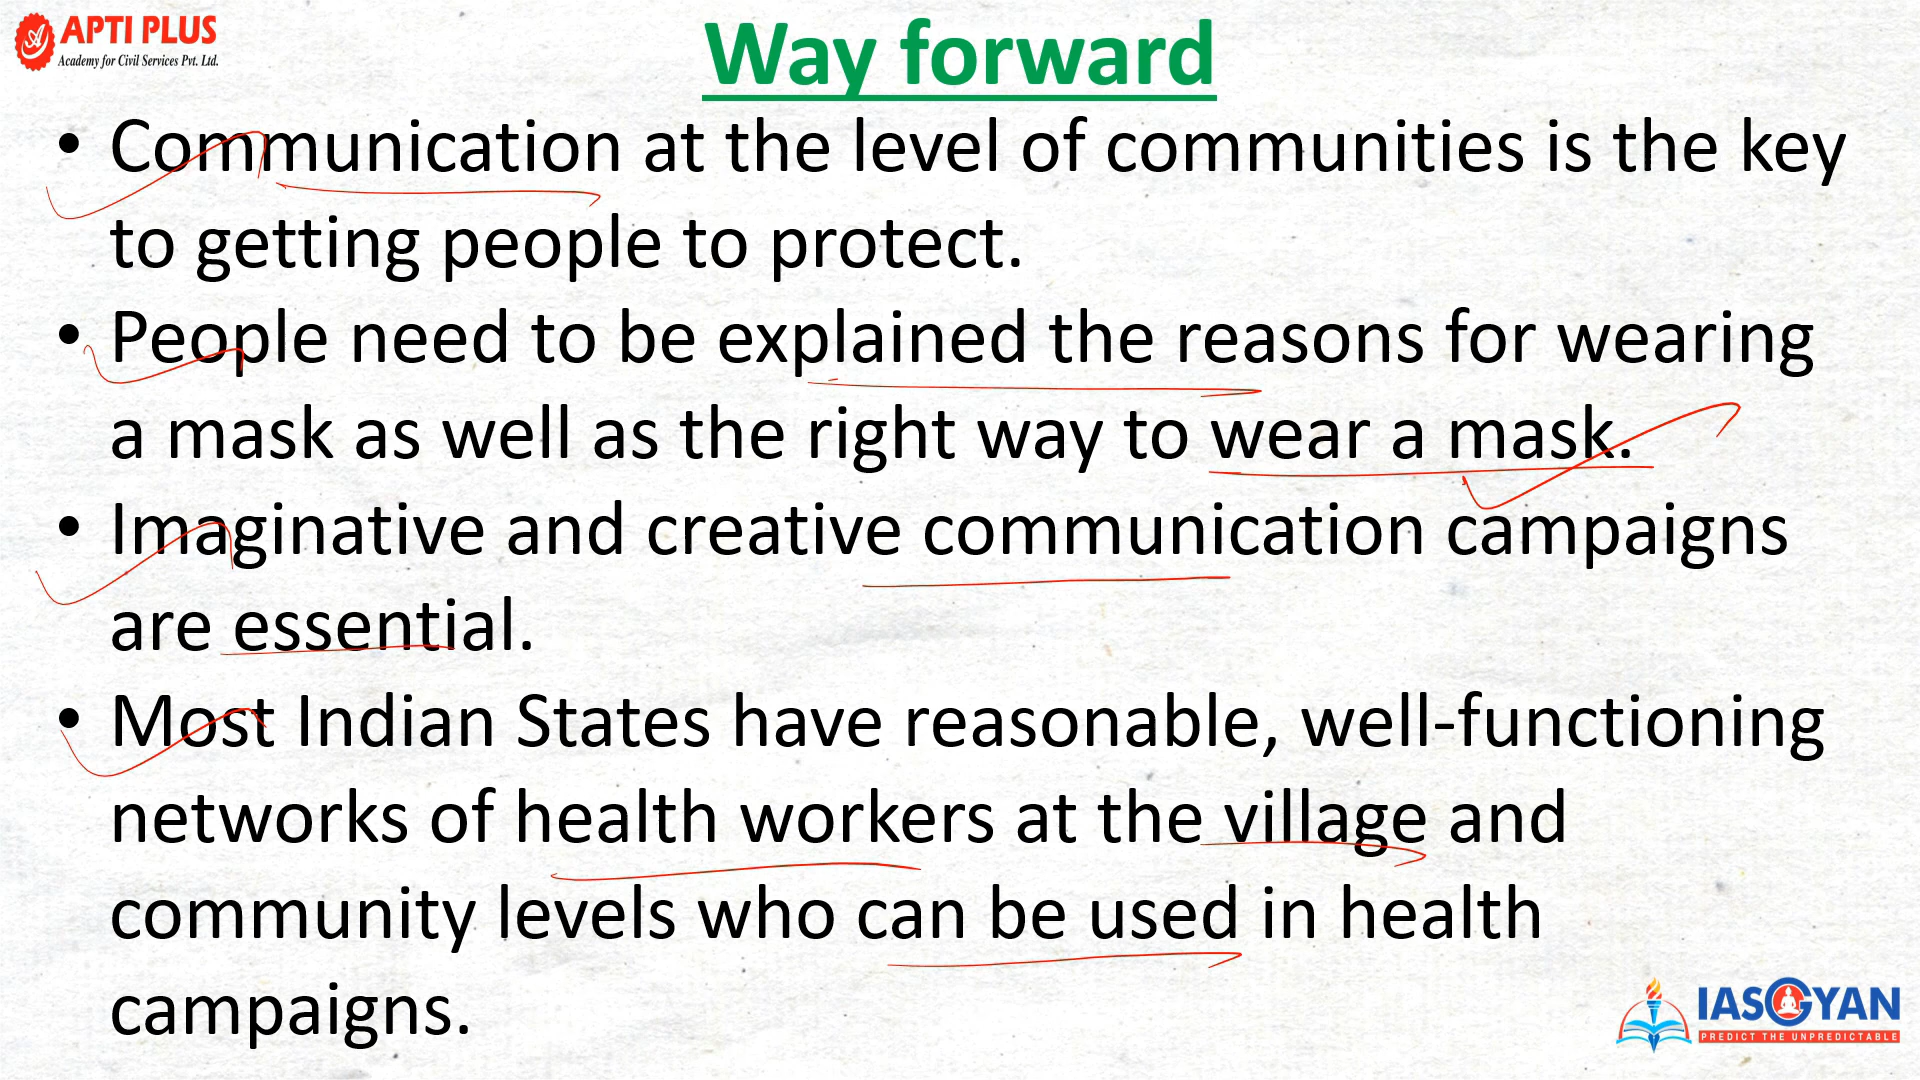 APTI PLUS
Academy for Civil Services Pvt. Ltd.
Way forward
• Communication at the level of communities is the key
to getting people to protect.
• People need to be explained the reasons for wearing
a mask as well as the right way to wear a mask.
• Imaginative and creative communication campaigns
are essential.
• Most Indian States have reasonable, well-functioning
networks of health workers at the village and
community levels who can be used in health
campaigns.
IASGYAN
PREDICT THE UNPREDICTABLE